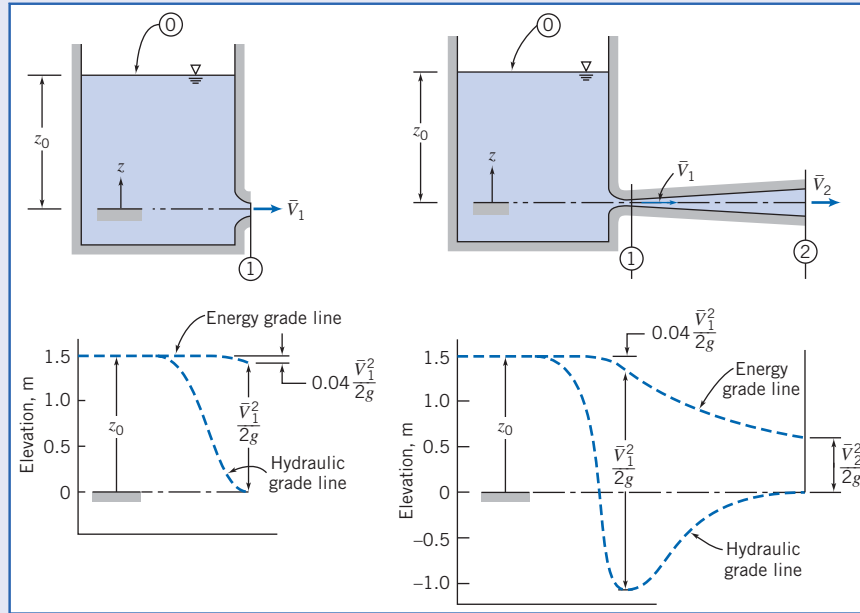 0
0
z0
z
V̄1
1
z0
z
V̄1
V̄2
1
2
Energy grade line
1.5
1.0
0.5
0
Elevation, m
z0
V̄1²/2g
0.04 V̄1²/2g
Hydraulic
grade line
0.04 V̄1²/2g
1.5
1.0
0.5
0
−0.5
−1.0
Elevation, m
z0
V̄1²/2g
Energy
grade line
V̄2²/2g
Hydraulic
grade line